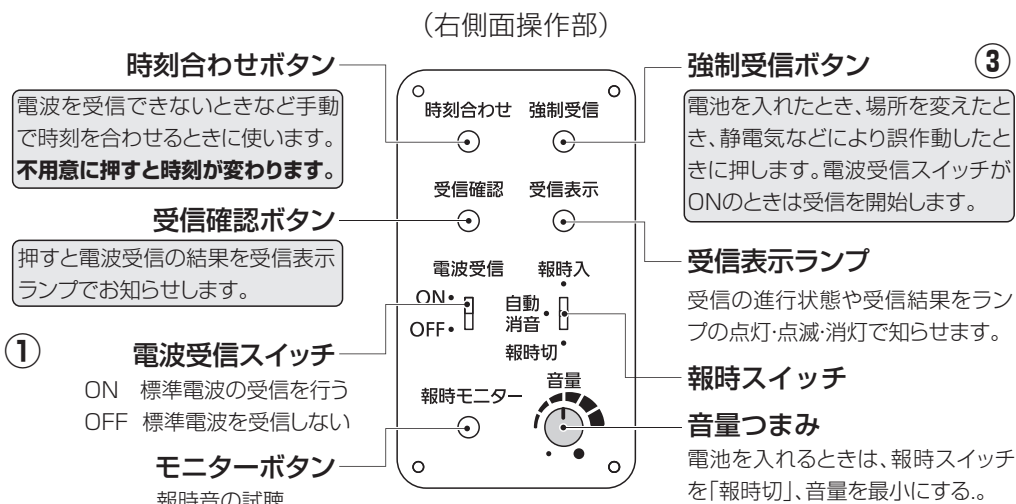 （右側面操作部）
時刻合わせボタン
電波を受信できないときなど手動
で時刻を合わせるときに使います。
不用意に押すと時刻が変わります。
受信確認ボタン
押すと電波受信の結果を受信表示
ランプでお知らせします。
①
電波受信スイッチ
ON 標準電波の受信を行う
OFF 標準電波を受信しない
モニターボタン
報時音の試聴
時刻合わせ 強制受信
受信確認 受信表示
電波受信 報時入
ON•
自動
消音•
OFF•
報時切
報時モニター
音量
強制受信ボタン
③
電池を入れたとき、場所を変えたと
き、静電気などにより誤作動したと
きに押します。電波受信スイッチが
ONのときは受信を開始します。
受信表示ランプ
受信の進行状態や受信結果をラン
プの点灯・点滅・消灯で知らせます。
報時スイッチ
音量つまみ
電池を入れるときは、報時スイッチ
を「報時切」、音量を最小にする.。